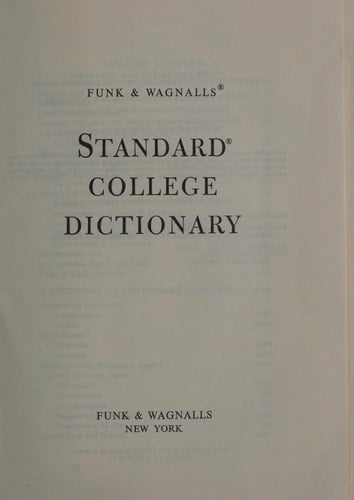 FUNK & WAGNALLS®
STANDARD®
COLLEGE
DICTIONARY
FUNK & WAGNALLS
NEW YORK